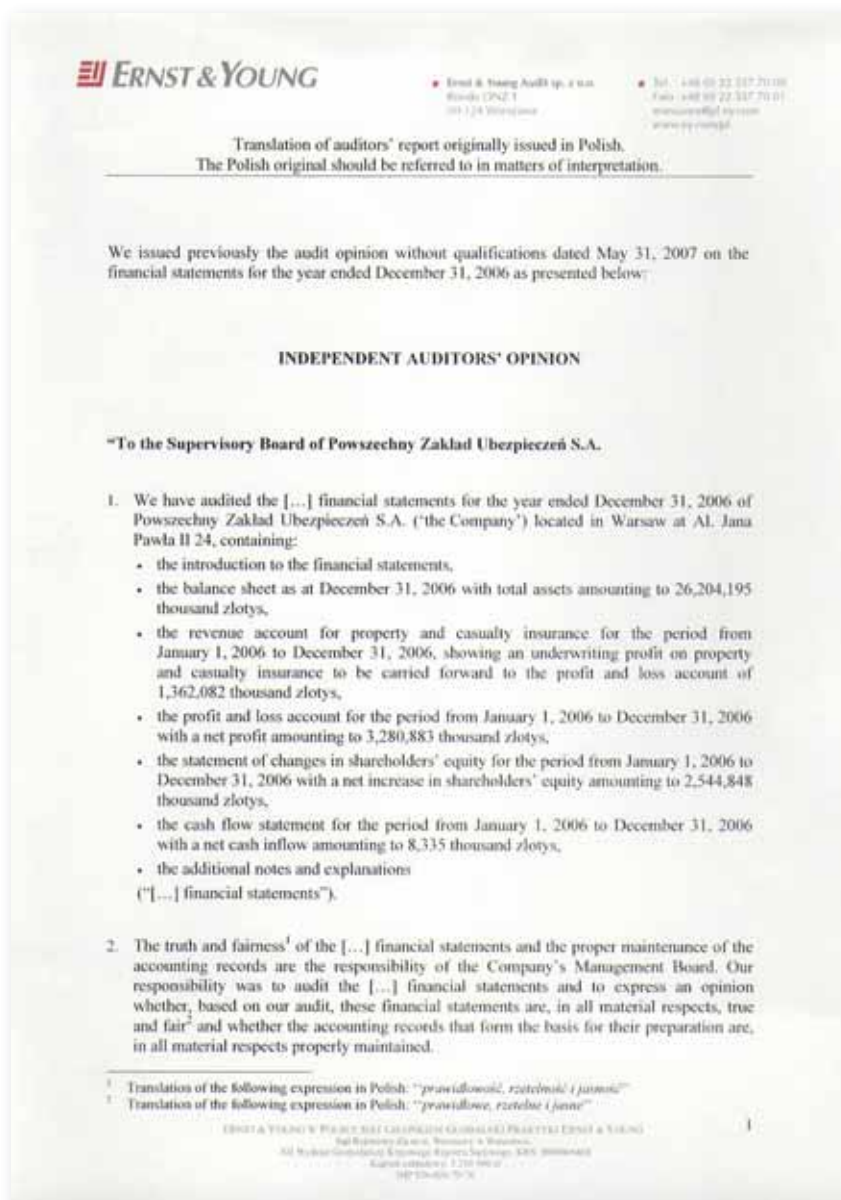 ERNST & YOUNG
Ernst & Young Audit sp. z o.o.
Rondo ONZ 1
Warszawa
Translation of auditors' report originally issued in Polish.
The Polish original should be referred to in matters of interpretation.
We issued previously the audit opinion without qualifications dated May 31, 2007 on the
financial statements for the year ended December 31, 2006 as presented below:
INDEPENDENT AUDITORS' OPINION
"To the Supervisory Board of Powszechny Zakład Ubezpieczeń S.A.
1. We have audited the […] financial statements for the year ended December 31, 2006 of
Powszechny Zakład Ubezpieczeń S.A. ('the Company') located in Warsaw at Al. Jana
Pawła II 24, containing:
• the introduction to the financial statements,
• the balance sheet as at December 31, 2006 with total assets amounting to 26,204,195
thousand zlotys,
• the revenue account for property and casualty insurance for the period from
January 1, 2006 to December 31, 2006, showing an underwriting profit on property
and casualty insurance to be carried forward to the profit and loss account of
1,362,082 thousand zlotys,
• the profit and loss account for the period from January 1, 2006 to December 31, 2006
with a net profit amounting to 3,280,883 thousand zlotys,
• the statement of changes in shareholders' equity for the period from January 1, 2006 to
December 31, 2006 with a net increase in shareholders' equity amounting to 2,544,848
thousand zlotys,
• the cash flow statement for the period from January 1, 2006 to December 31, 2006
with a net cash inflow amounting to 8,335 thousand zlotys,
• the additional notes and explanations
("[…] financial statements").
2. The truth and fairness¹ of the […] financial statements and the proper maintenance of the
accounting records are the responsibility of the Company's Management Board. Our
responsibility was to audit the […] financial statements and to express an opinion
whether, based on our audit, these financial statements are, in all material respects, true
and fair² and whether the accounting records that form the basis for their preparation are,
in all material respects properly maintained.
¹ Translation of the following expression in Polish: "prawidłowość, rzetelność i jasność"
² Translation of the following expression in Polish: "prawidłowe, rzetelne i jasne"
1